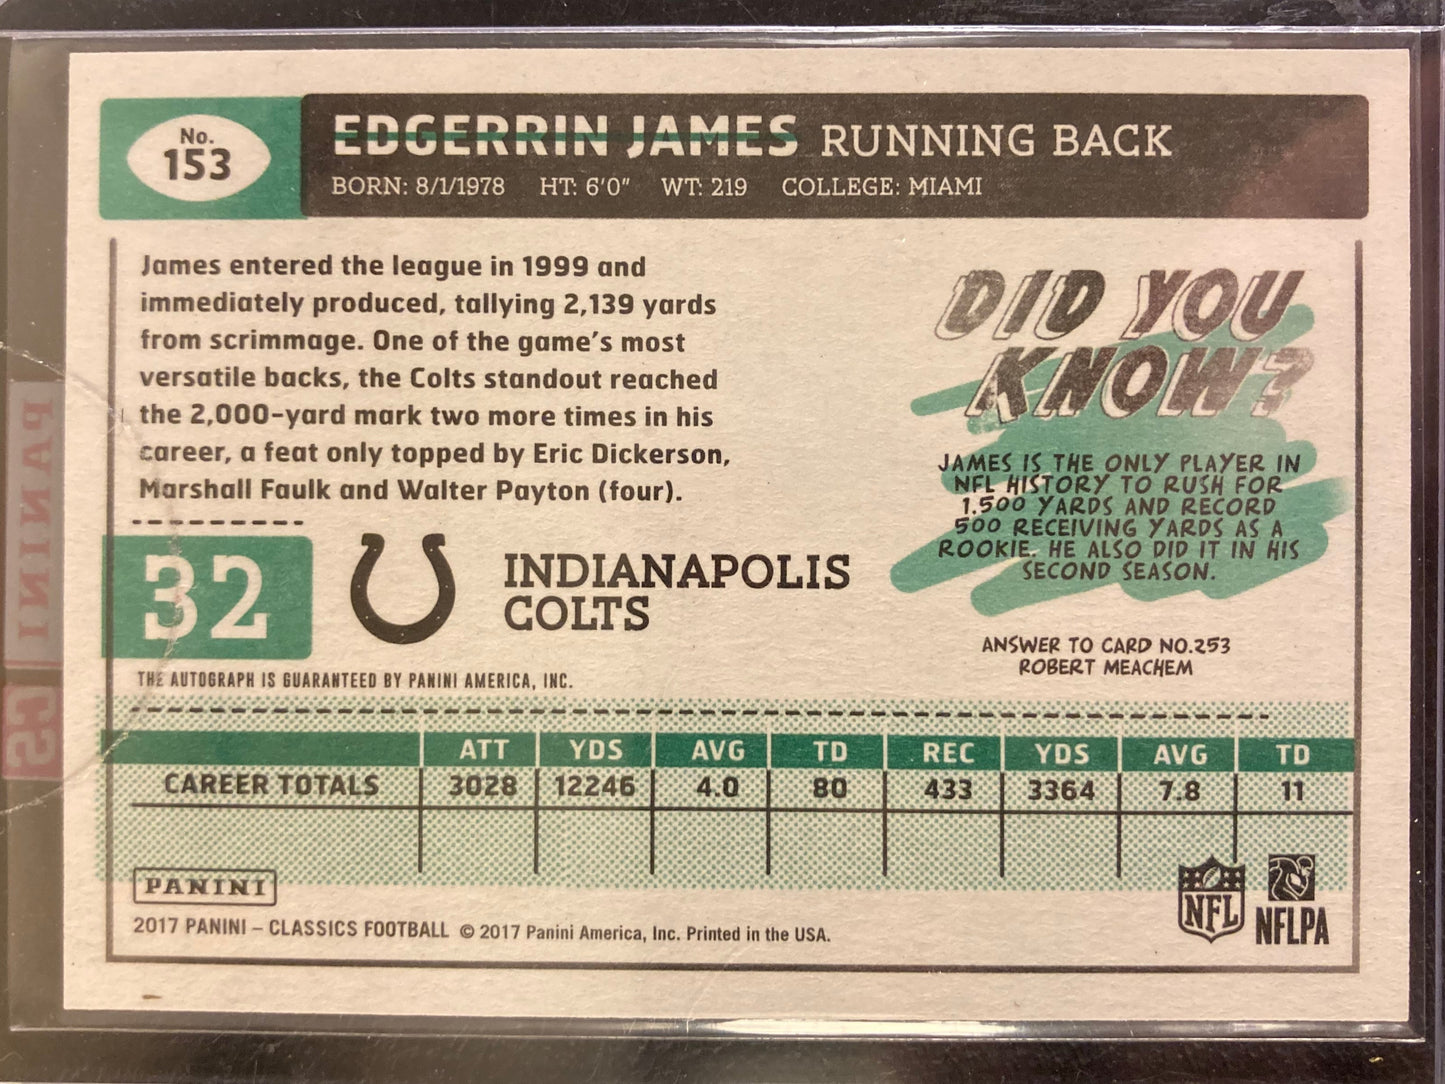 No.
153
EDGERRIN JAMES RUNNING BACK
BORN: 8/1/1978 HT: 6'0" WT: 219 COLLEGE: MIAMI
James entered the league in 1999 and
immediately produced, tallying 2,139 yards
from scrimmage. One of the game's most
versatile backs, the Colts standout reached
the 2,000-yard mark two more times in his
career, a feat only topped by Eric Dickerson,
Marshall Faulk and Walter Payton (four).
DID YOU
KNOW?
JAMES IS THE ONLY PLAYER IN
NFL HISTORY TO RUSH FOR
1,500 YARDS AND RECORD
500 RECEIVING YARDS AS A
ROOKIE. HE ALSO DID IT IN HIS
SECOND SEASON.
ANSWER TO CARD NO.253
ROBERT MEACHEM
32
INDIANAPOLIS
COLTS
THE AUTOGRAPH IS GUARANTEED BY PANINI AMERICA, INC.
ATT YDS AVG TD REC YDS AVG TD
CAREER TOTALS 3028 12246 4.0 80 433 3364 7.8 11
PANINI
2017 PANINI – CLASSICS FOOTBALL © 2017 Panini America, Inc. Printed in the USA.
NFL
NFLPA
PANINI